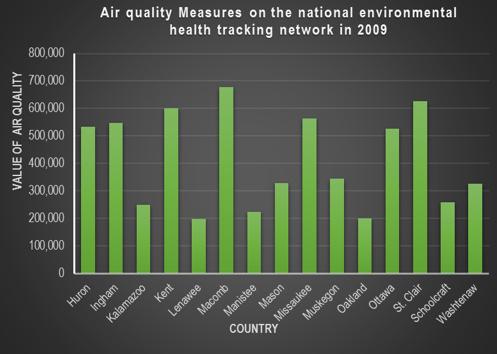 Air quality Measures on the national environmental
health tracking network in 2009
VALUE OF AIR QUALITY
800,000
700,000
600,000
500,000
400,000
300,000
200,000
100,000
0
Huron
Ingham
Kalamazoo
Kent
Lenawee
Macomb
Manistee
Mason
Missaukee
Muskegon
Oakland
Ottawa
St. Clair
Schoolcraft
Washtenaw
COUNTRY